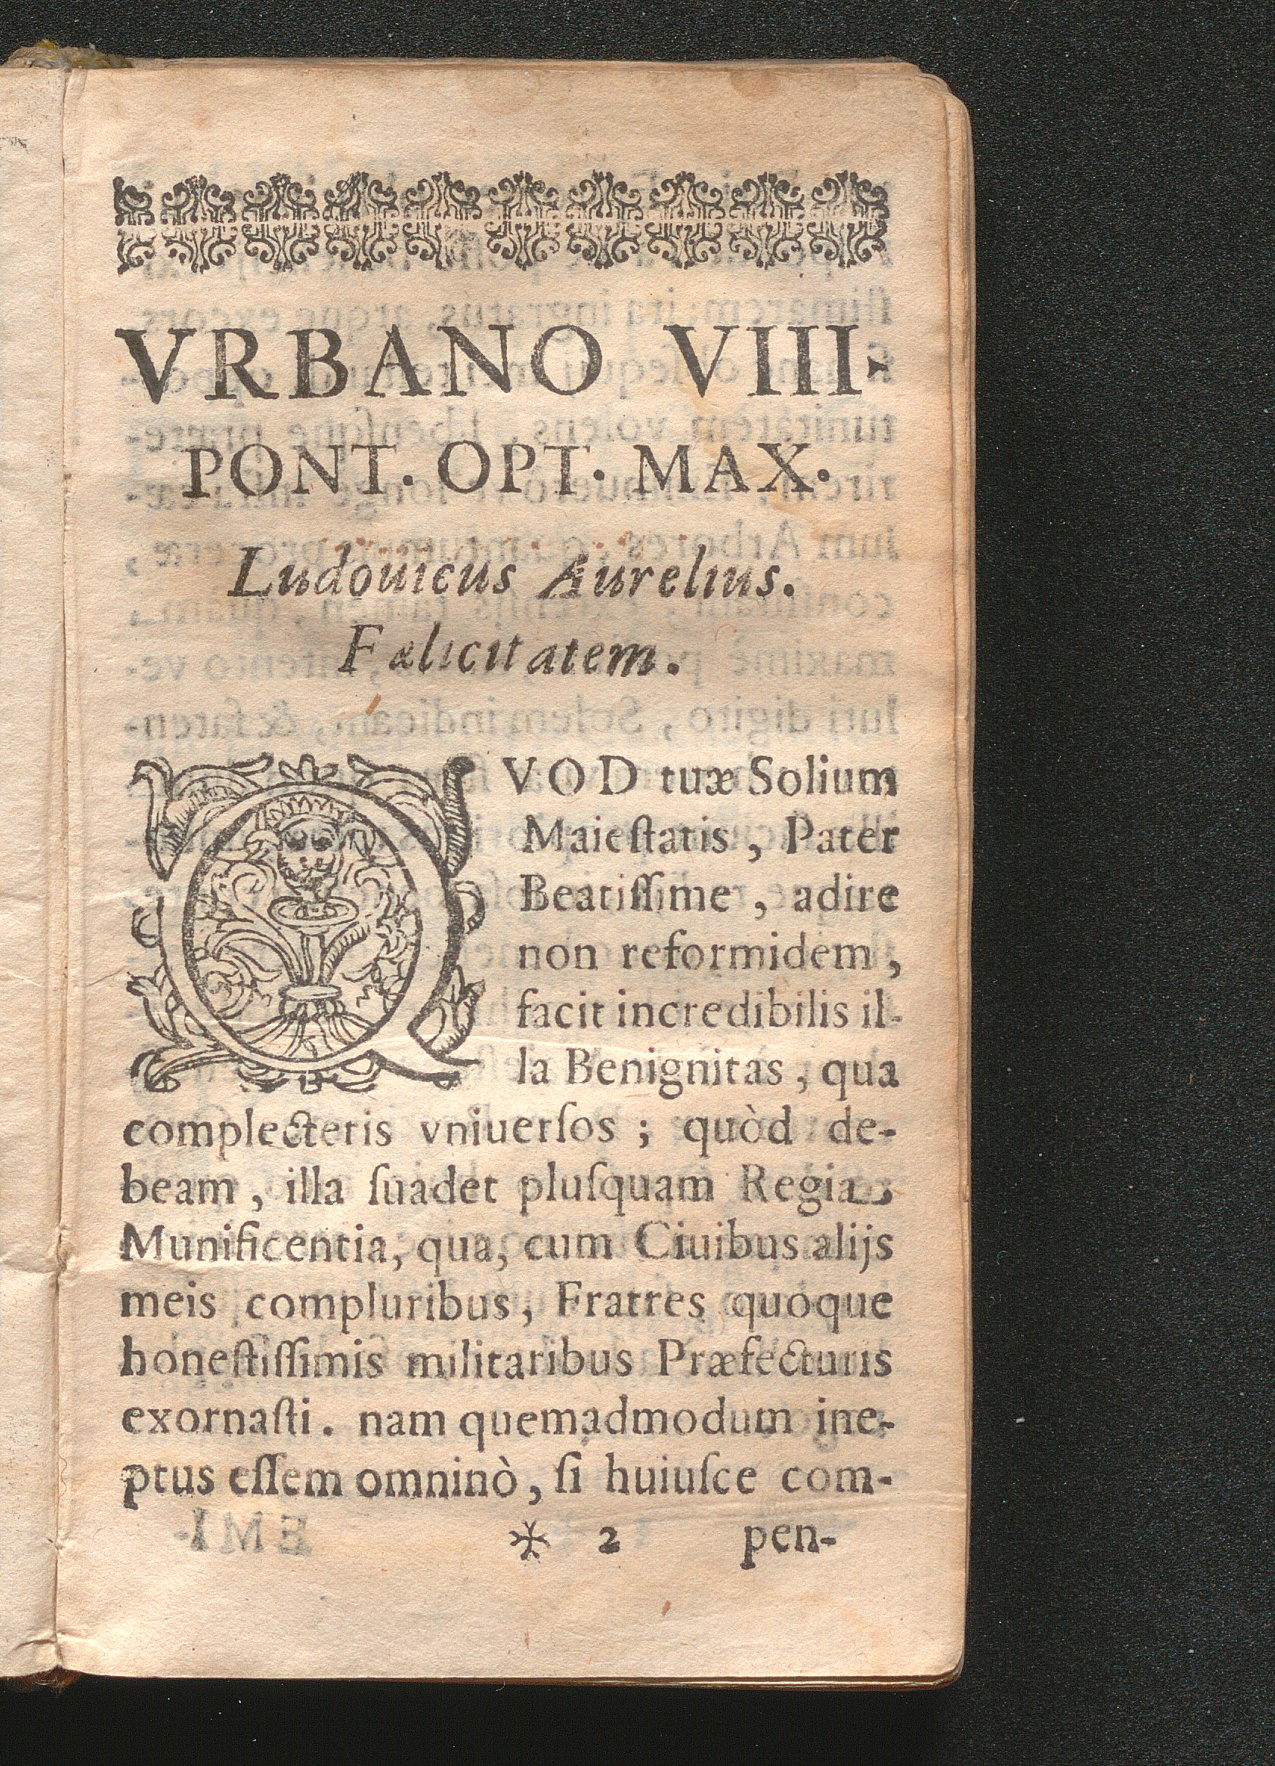 VRBANO VIII.
PONT. OPT. MAX.
Ludouicus Aurelius.
Fælicitatem.
QVOD tuæ Solium
Maieſtatis, Pater
Beatiſſime, adire
non reformidem,
facit incredibilis il-
la Benignitas, qua
complecteris vniuerſos; quòd de-
beam, illa ſuadet pluſquam Regia
Munificentia, qua, cum Ciuibus alijs
meis compluribus, Fratres quoque
honeſtiſſimis militaribus Præfecturis
exornaſti. nam quemadmodum ine-
ptus eſſem omninò, ſi huiuſce com-
* 2 pen-